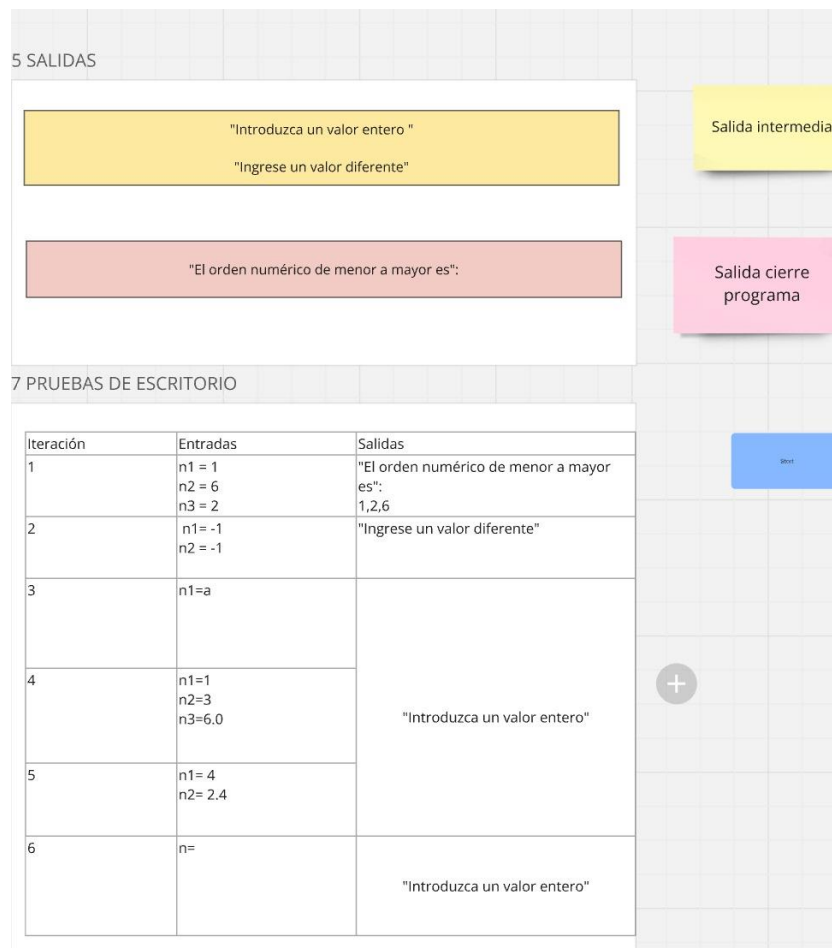 5 SALIDAS
"Introduzca un valor entero "
"Ingrese un valor diferente"
Salida intermedia
"El orden numérico de menor a mayor es":
Salida cierre
programa
7 PRUEBAS DE ESCRITORIO
Iteración Entradas Salidas
1 n1 = 1 "El orden numérico de menor a mayor
n2 = 6 es":
n3 = 2 1,2,6
2 n1= -1 "Ingrese un valor diferente"
n2 = -1
3 n1=a
4 n1=1
n2=3
n3=6.0
"Introduzca un valor entero"
5 n1= 4
n2= 2.4
6 n=
"Introduzca un valor entero"